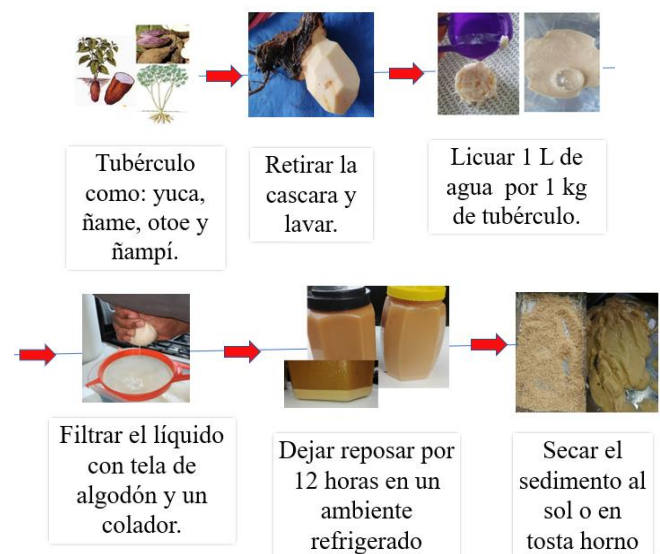 Tubérculo
como: yuca,
ñame, otoe y
ñampí.
Retirar la
cascara y
lavar.
Licuar 1 L de
agua por 1 kg
de tubérculo.
Filtrar el líquido
con tela de
algodón y un
colador.
Dejar reposar por
12 horas en un
ambiente
refrigerado
Secar el
sedimento al
sol o en
tosta horno